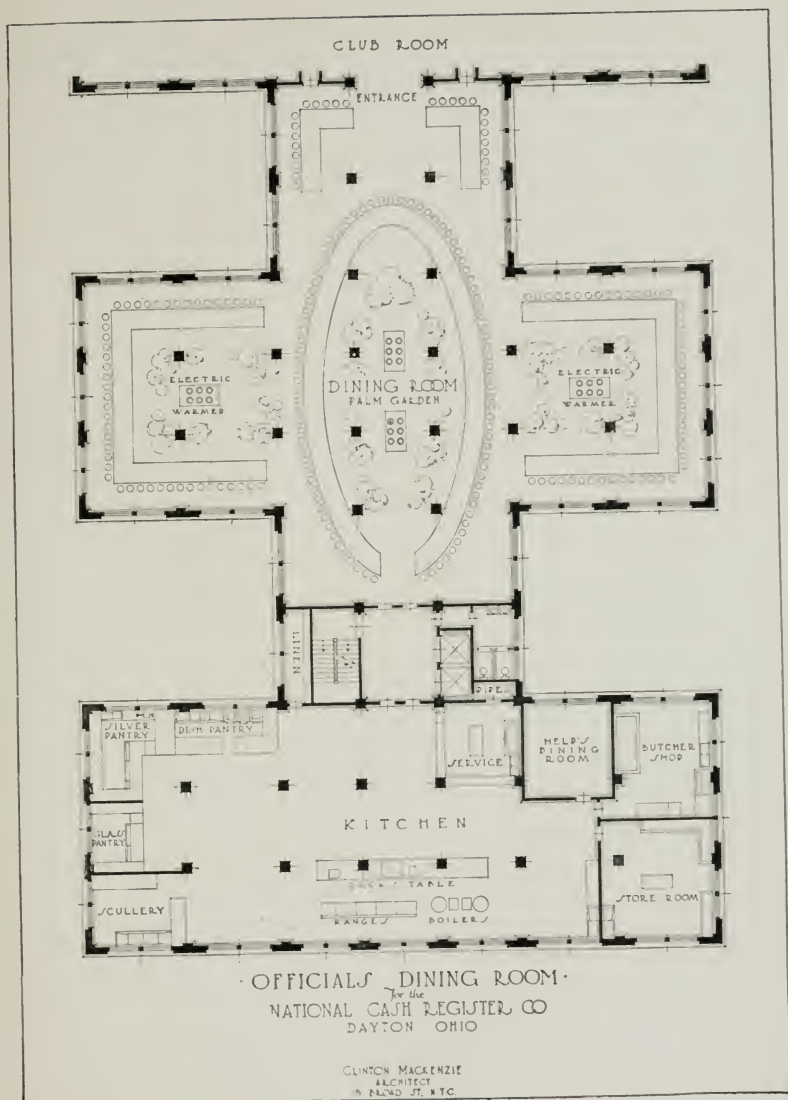 CLUB ROOM
ENTRANCE
ELECTRIC
WARMER
DINING ROOM
PALM GARDEN
ELECTRIC
WARMER
LINEN
PIPE
SILVER
PANTRY
DISH PANTRY
SERVICE
HELP'S
DINING
ROOM
BUTCHER
SHOP
KITCHEN
GLASS
PANTRY
COOK'S TABLE
SCULLERY
RANGES
BOILERS
STORE ROOM
· OFFICIALS DINING ROOM ·
for the
NATIONAL CASH REGISTER CO
DAYTON OHIO
CLINTON MACKENZIE
ARCHITECT
BROAD ST. N.Y.C.